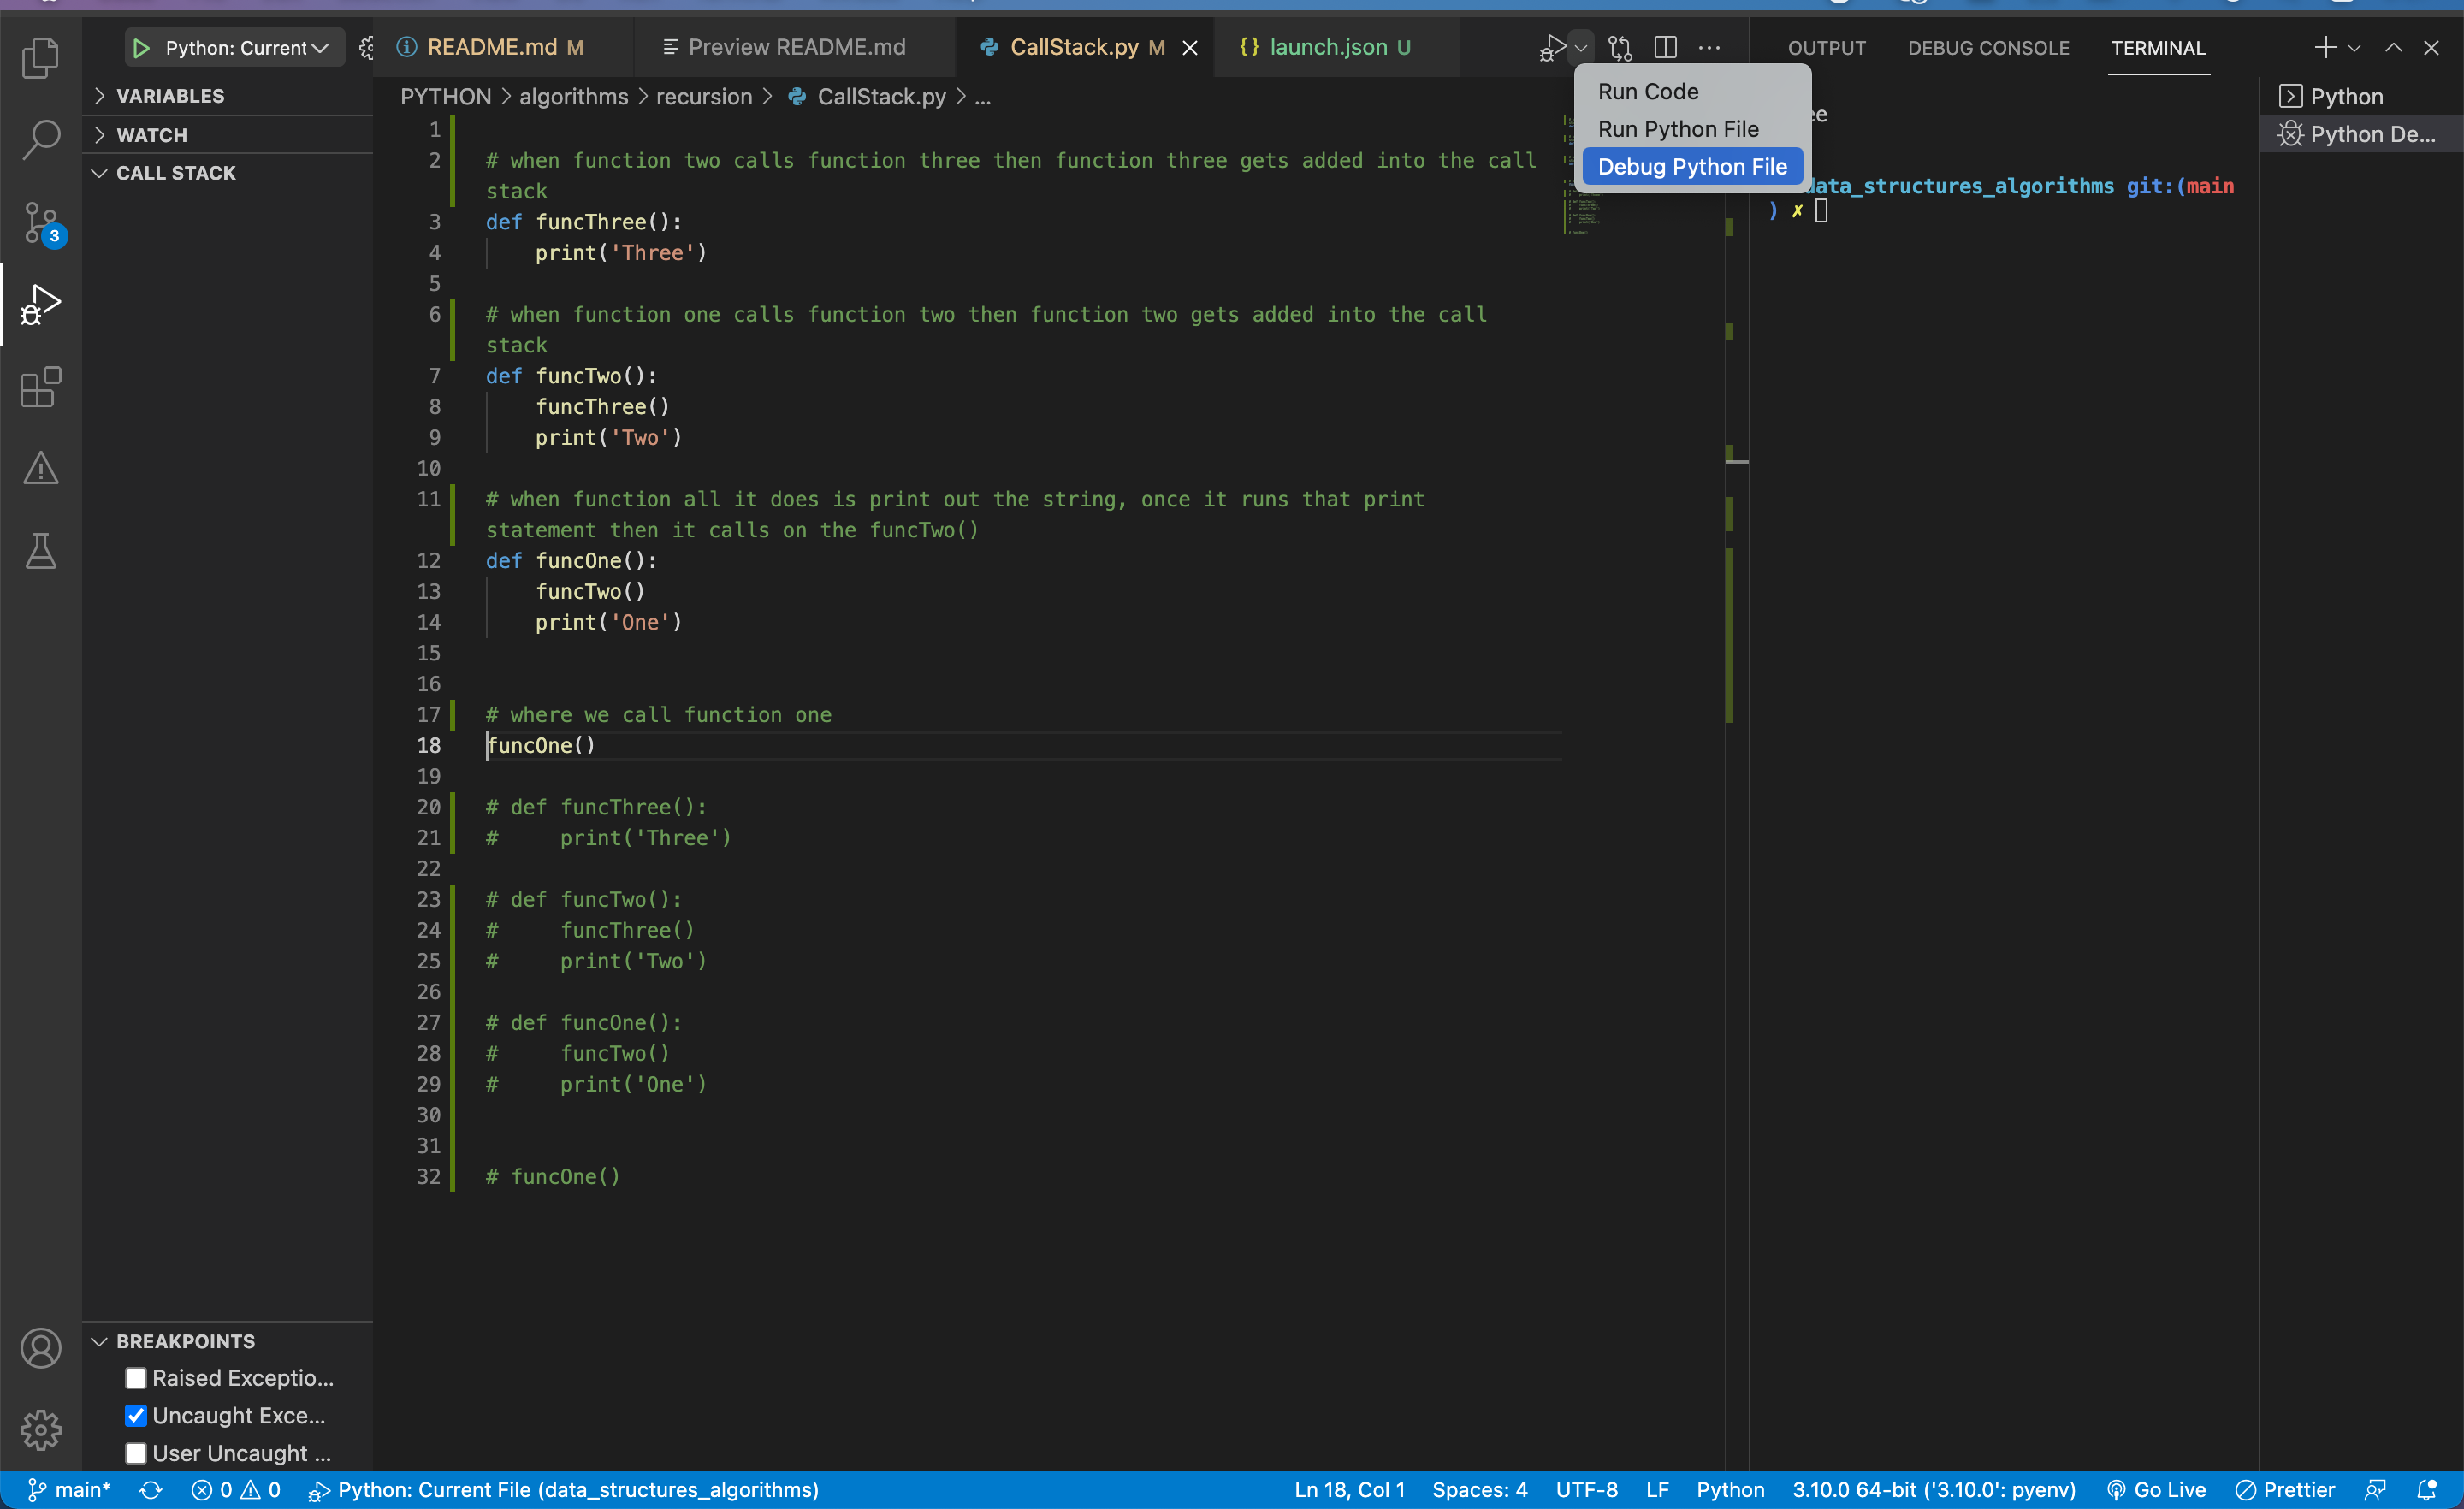 Python: Current
README.md M
Preview README.md
CallStack.py M
{} launch.json U
OUTPUT
DEBUG CONSOLE
TERMINAL
VARIABLES
WATCH
CALL STACK
3
PYTHON > algorithms > recursion > CallStack.py > ...
Run Code
Run Python File
Debug Python File
ee
data_structures_algorithms git:(main
) ✗
Python
Python De...
1
2 # when function two calls function three then function three gets added into the call
stack
3 def funcThree():
4 print('Three')
5
6 # when function one calls function two then function two gets added into the call
stack
7 def funcTwo():
8 funcThree()
9 print('Two')
10
11 # when function all it does is print out the string, once it runs that print
statement then it calls on the funcTwo()
12 def funcOne():
13 funcTwo()
14 print('One')
15
16
17 # where we call function one
18 funcOne()
19
20 # def funcThree():
21 # print('Three')
22
23 # def funcTwo():
24 # funcThree()
25 # print('Two')
26
27 # def funcOne():
28 # funcTwo()
29 # print('One')
30
31
32 # funcOne()
BREAKPOINTS
Raised Exceptio...
Uncaught Exce...
User Uncaught ...
main* 0 0 Python: Current File (data_structures_algorithms) Ln 18, Col 1 Spaces: 4 UTF-8 LF Python 3.10.0 64-bit ('3.10.0': pyenv) Go Live Prettier